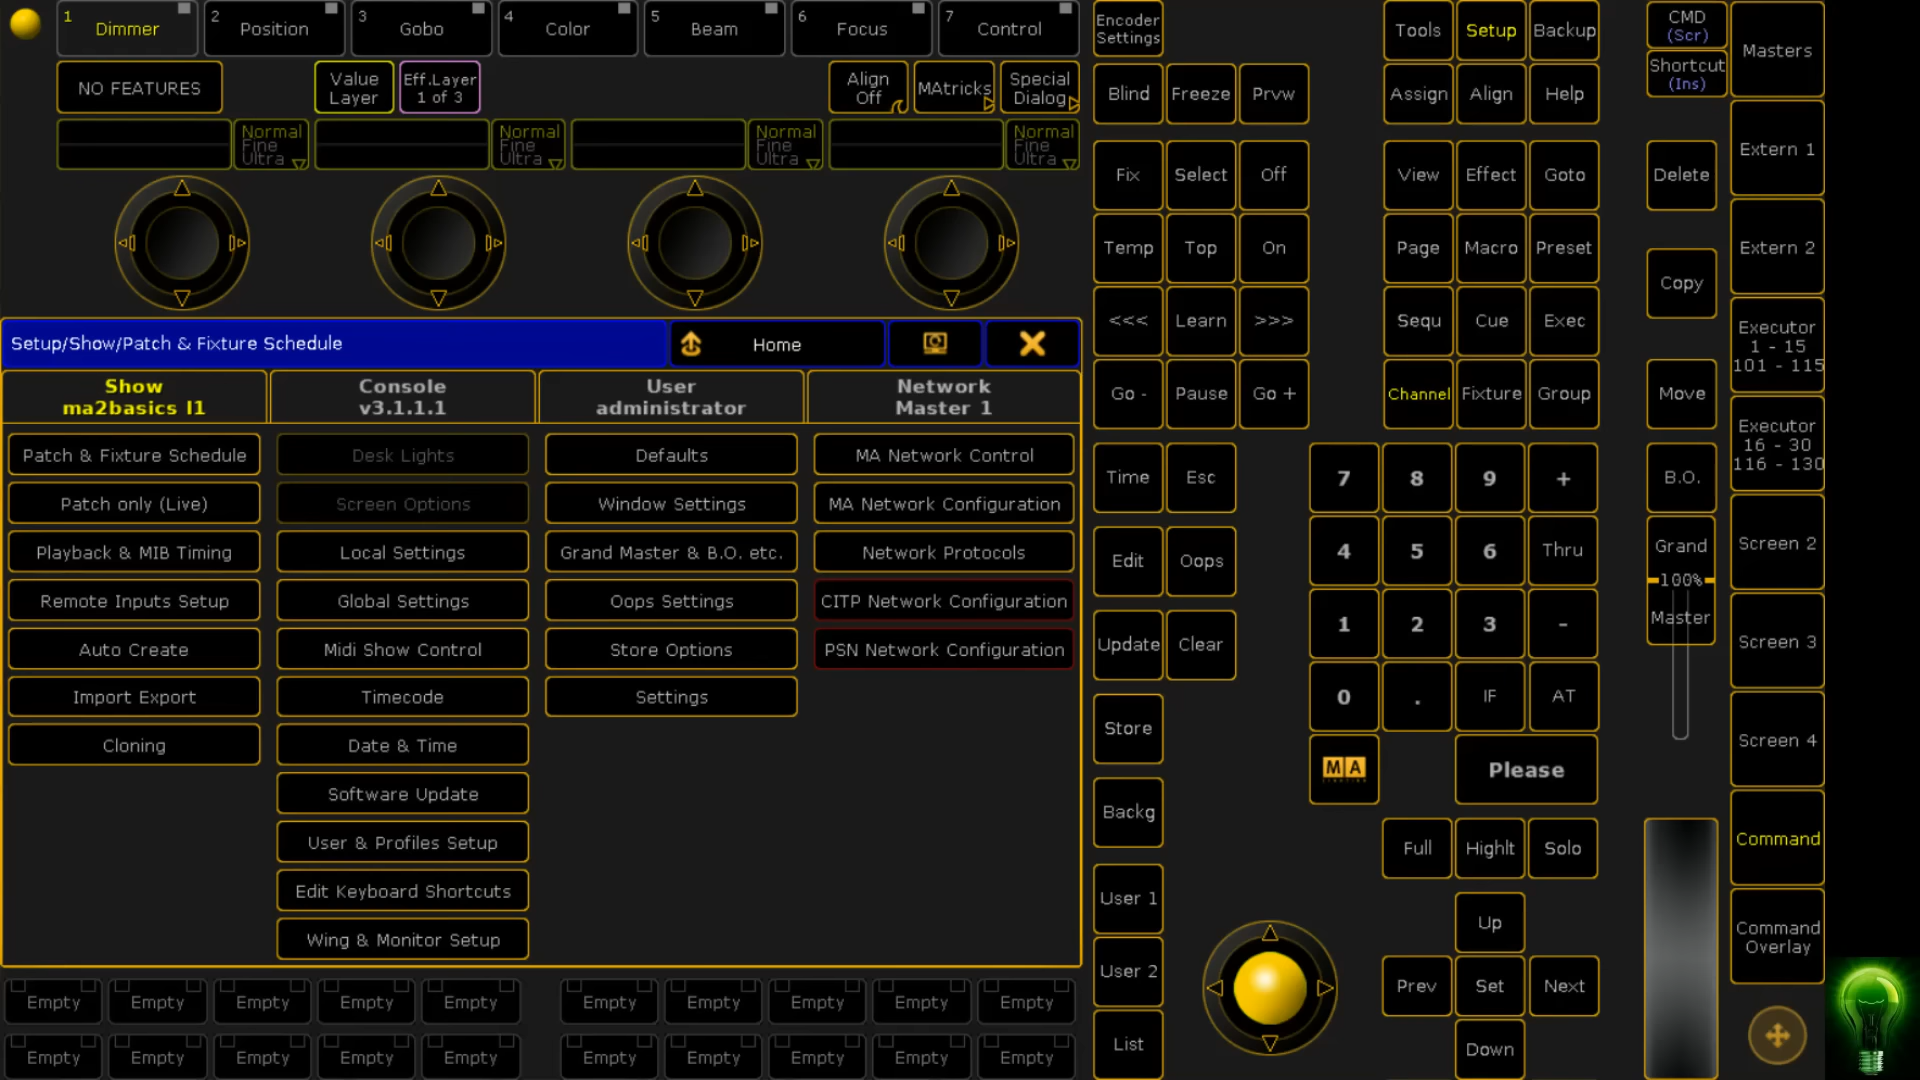 1 Dimmer
2 Position
3 Gobo
4 Color
5 Beam
6 Focus
7 Control
NO FEATURES
Value
Layer
Eff.Layer
1 of 3
Align
Off
MAtricks
Special
Dialog
Normal
Fine
Ultra
Normal
Fine
Ultra
Normal
Fine
Ultra
Normal
Fine
Ultra
Setup/Show/Patch & Fixture Schedule
Home
Show
ma2basics l1
Console
v3.1.1.1
User
administrator
Network
Master 1
Patch & Fixture Schedule
Patch only (Live)
Playback & MIB Timing
Remote Inputs Setup
Auto Create
Import Export
Cloning
Desk Lights
Screen Options
Local Settings
Global Settings
Midi Show Control
Timecode
Date & Time
Software Update
User & Profiles Setup
Edit Keyboard Shortcuts
Wing & Monitor Setup
Defaults
Window Settings
Grand Master & B.O. etc.
Oops Settings
Store Options
Settings
MA Network Control
MA Network Configuration
Network Protocols
CITP Network Configuration
PSN Network Configuration
Empty Empty Empty Empty Empty Empty Empty Empty Empty Empty
Empty Empty Empty Empty Empty Empty Empty Empty Empty Empty
Encoder
Settings
Blind Freeze Prvw
Fix Select Off
Temp Top On
<<< Learn >>>
Go - Pause Go +
Time Esc
Edit Oops
Update Clear
Store
Backg
User 1
User 2
List
Tools Setup Backup
Assign Align Help
View Effect Goto
Page Macro Preset
Sequ Cue Exec
Channel Fixture Group
7 8 9 +
4 5 6 Thru
1 2 3 -
0 . IF AT
MA
Please
Full Highlt Solo
Up
Prev Set Next
Down
CMD
(Scr)
Shortcut
(Ins)
Delete
Copy
Move
B.O.
Grand
100%
Master
Masters
Extern 1
Extern 2
Executor
1 - 15
101 - 115
Executor
16 - 30
116 - 130
Screen 2
Screen 3
Screen 4
Command
Command
Overlay